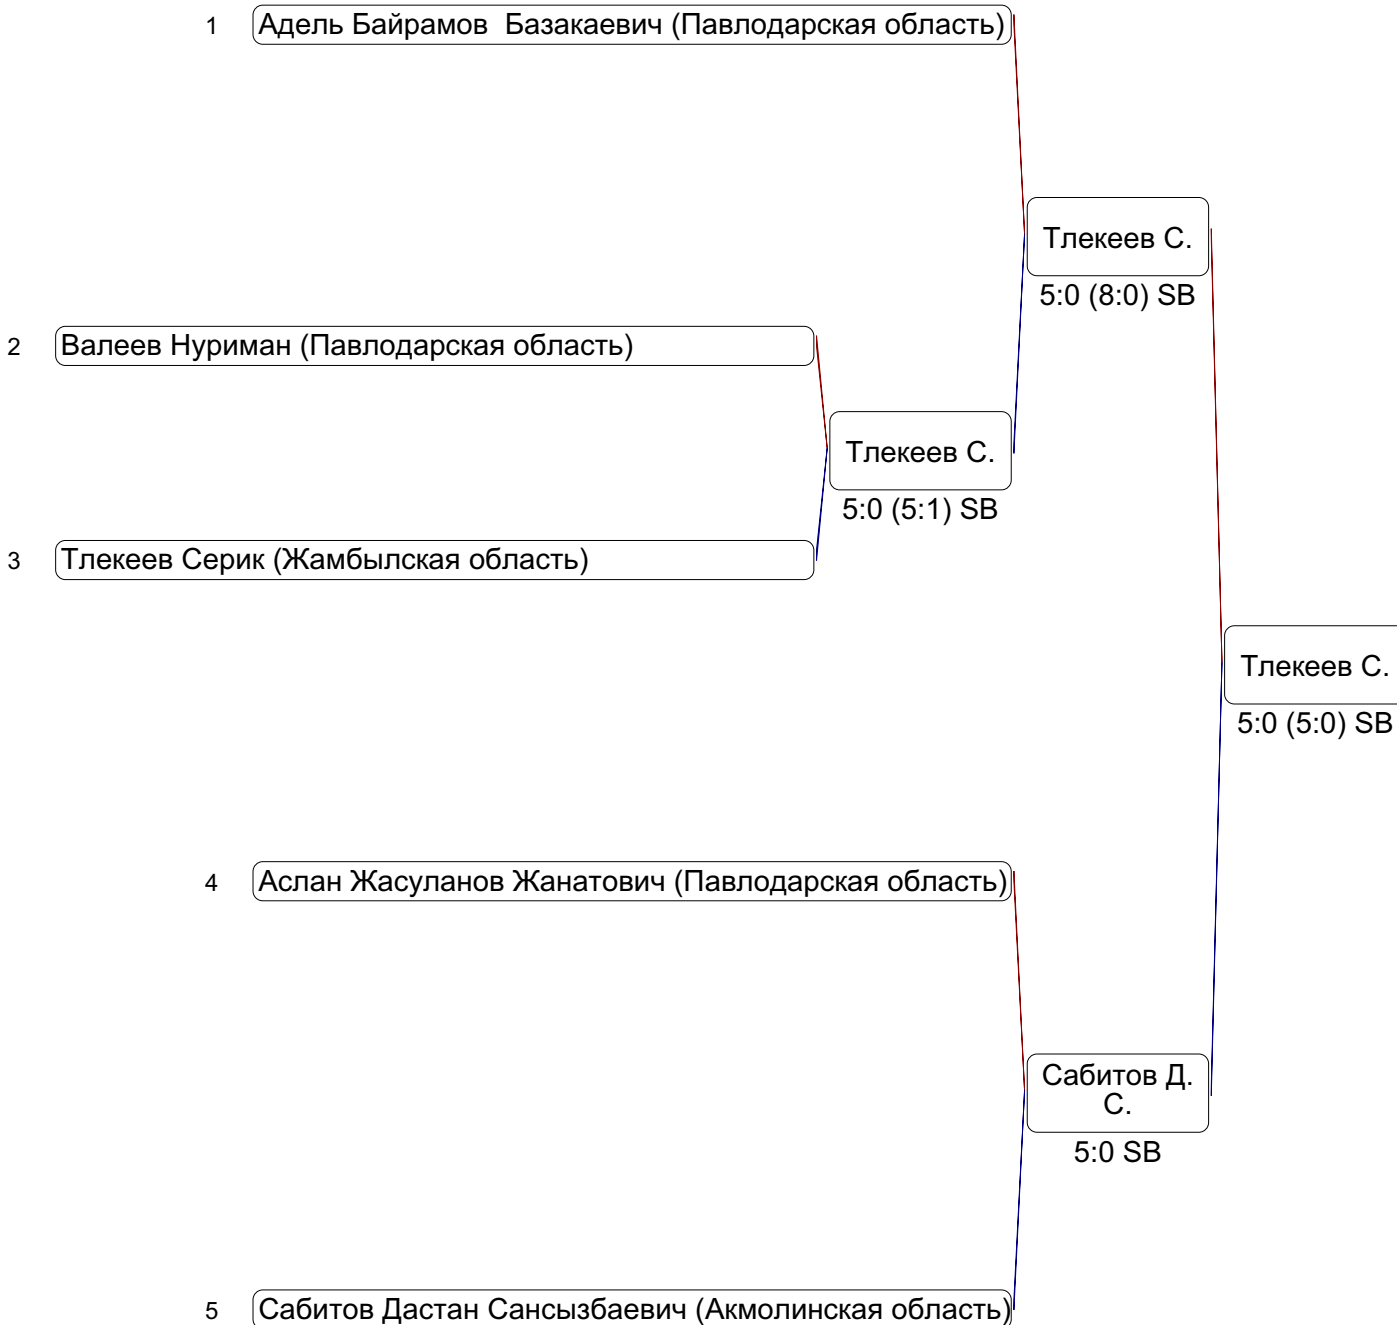 1 Адель Байрамов  Базакаевич (Павлодарская область)
Тлекеев С.
5:0 (8:0) SB
2 Валеев Нуриман (Павлодарская область)
Тлекеев С.
5:0 (5:1) SB
3 Тлекеев Серик (Жамбылская область)
Тлекеев С.
5:0 (5:0) SB
4 Аслан Жасуланов Жанатович (Павлодарская область)
Сабитов Д.
С.
5:0 SB
5 Сабитов Дастан Сансызбаевич (Акмолинская область)